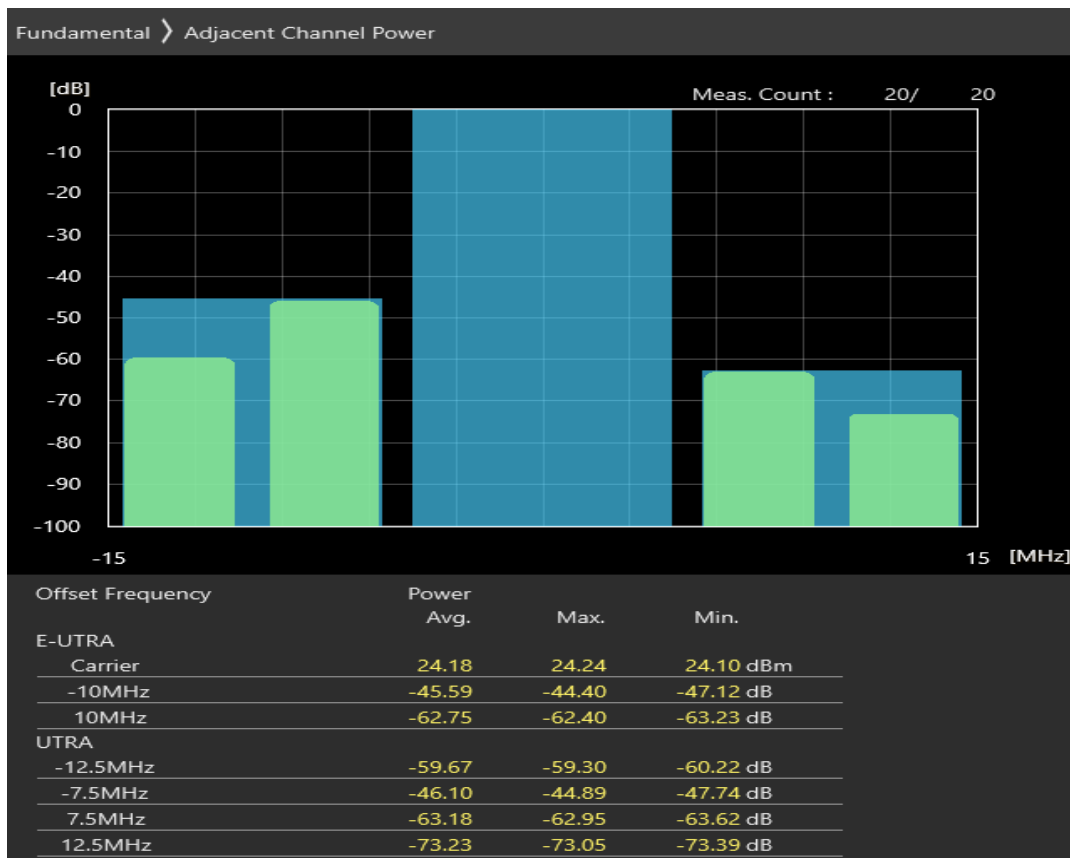 Fundamental 〉 Adjacent Channel Power
[dB]
Meas. Count : 20/ 20
0
-10
-20
-30
-40
-50
-60
-70
-80
-90
-100
-15 15 [MHz]
Offset Frequency Power
Avg. Max. Min.
E-UTRA
Carrier 24.18 24.24 24.10 dBm
-10MHz -45.59 -44.40 -47.12 dB
10MHz -62.75 -62.40 -63.23 dB
UTRA
-12.5MHz -59.67 -59.30 -60.22 dB
-7.5MHz -46.10 -44.89 -47.74 dB
7.5MHz -63.18 -62.95 -63.62 dB
12.5MHz -73.23 -73.05 -73.39 dB